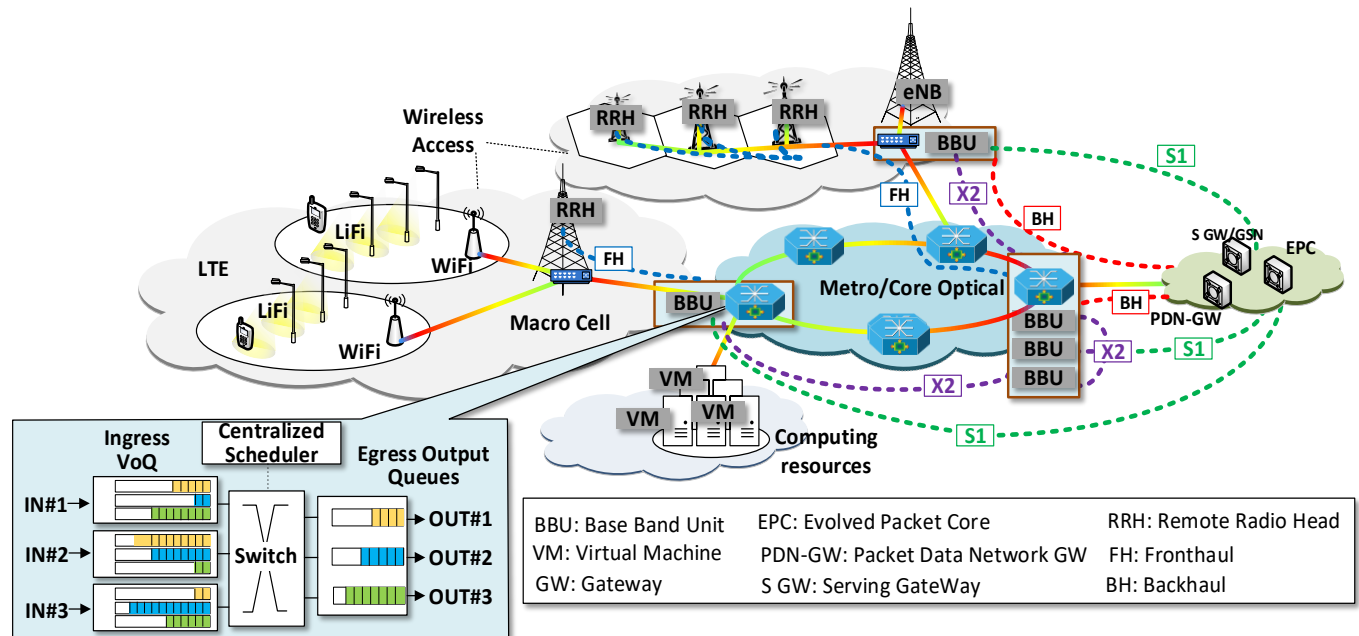 eNB
RRH
RRH
RRH
BBU
Wireless
Access
S1
FH
X2
BH
S GW/GSN
EPC
PDN-GW
LiFi
WiFi
RRH
LTE
FH
LiFi
WiFi
Macro Cell
BBU
Metro/Core Optical
BH
BBU
BBU
BBU
X2
S1
X2
S1
VM
VM
VM
Computing
resources
Ingress
VoQ
Centralized
Scheduler
Egress Output
Queues
IN#1
IN#2
IN#3
Switch
OUT#1
OUT#2
OUT#3
BBU: Base Band Unit
EPC: Evolved Packet Core
RRH: Remote Radio Head
VM: Virtual Machine
PDN-GW: Packet Data Network GW
FH: Fronthaul
GW: Gateway
S GW: Serving GateWay
BH: Backhaul